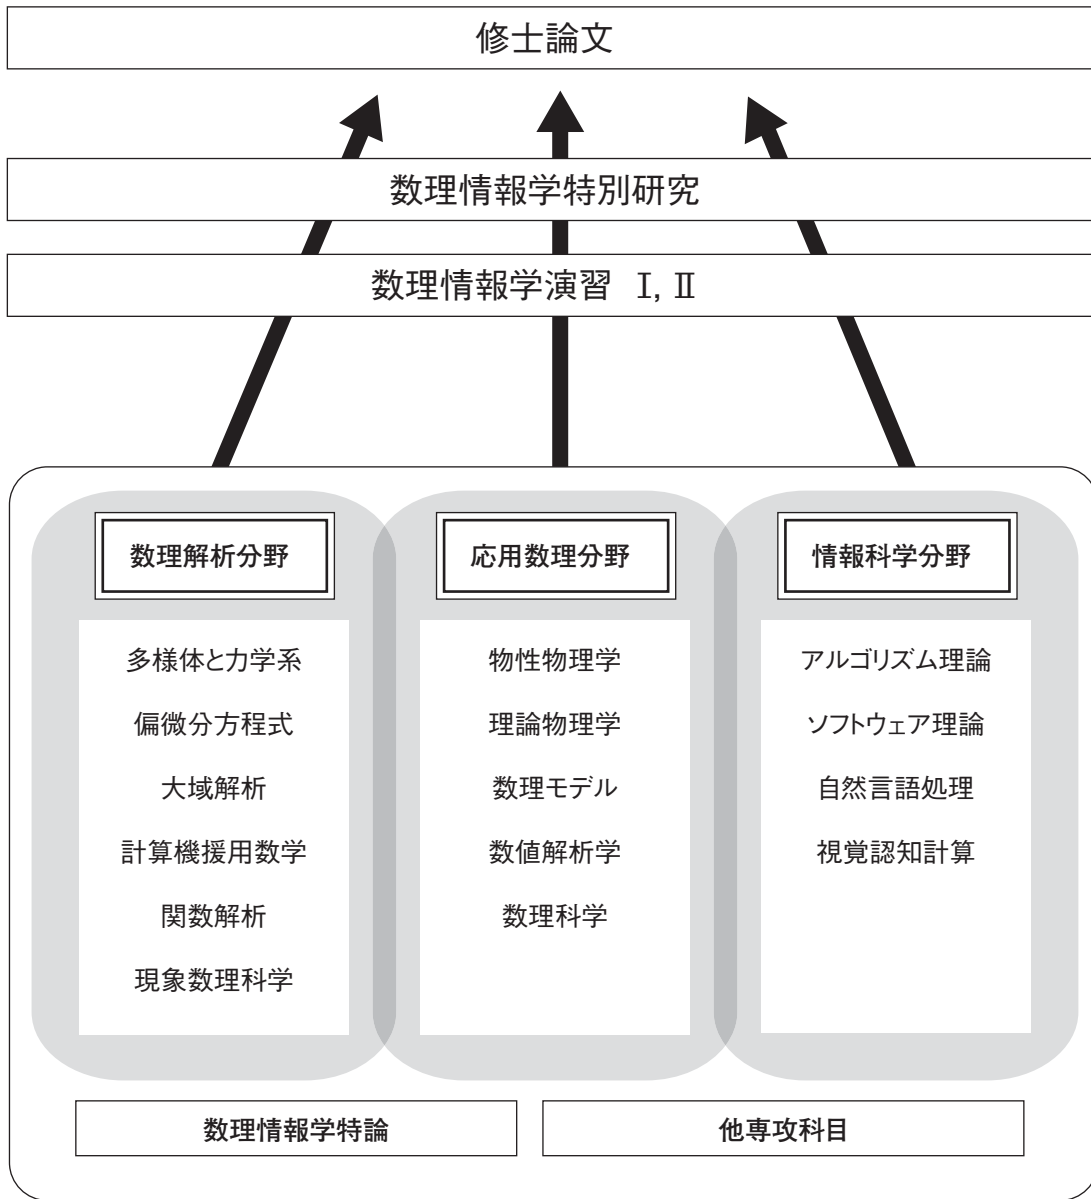 修士論文
数理情報学特別研究
数理情報学演習 Ⅰ, Ⅱ
数理解析分野
多様体と力学系
偏微分方程式
大域解析
計算機援用数学
関数解析
現象数理科学
応用数理分野
物性物理学
理論物理学
数理モデル
数値解析学
数理科学
情報科学分野
アルゴリズム理論
ソフトウェア理論
自然言語処理
視覚認知計算
数理情報学特論
他専攻科目